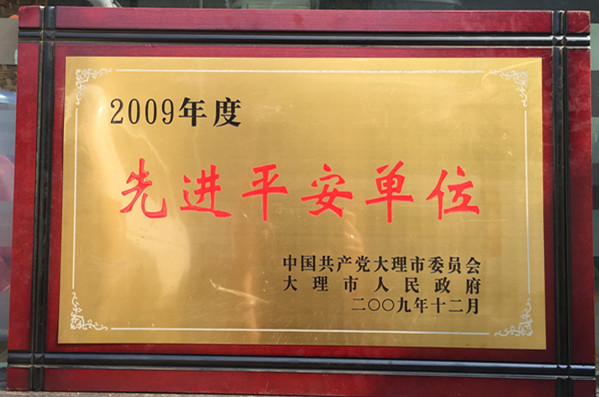 2009年度
先进平安单位
中国共产党大理市委员会
大理市人民政府
二〇〇九年十二月